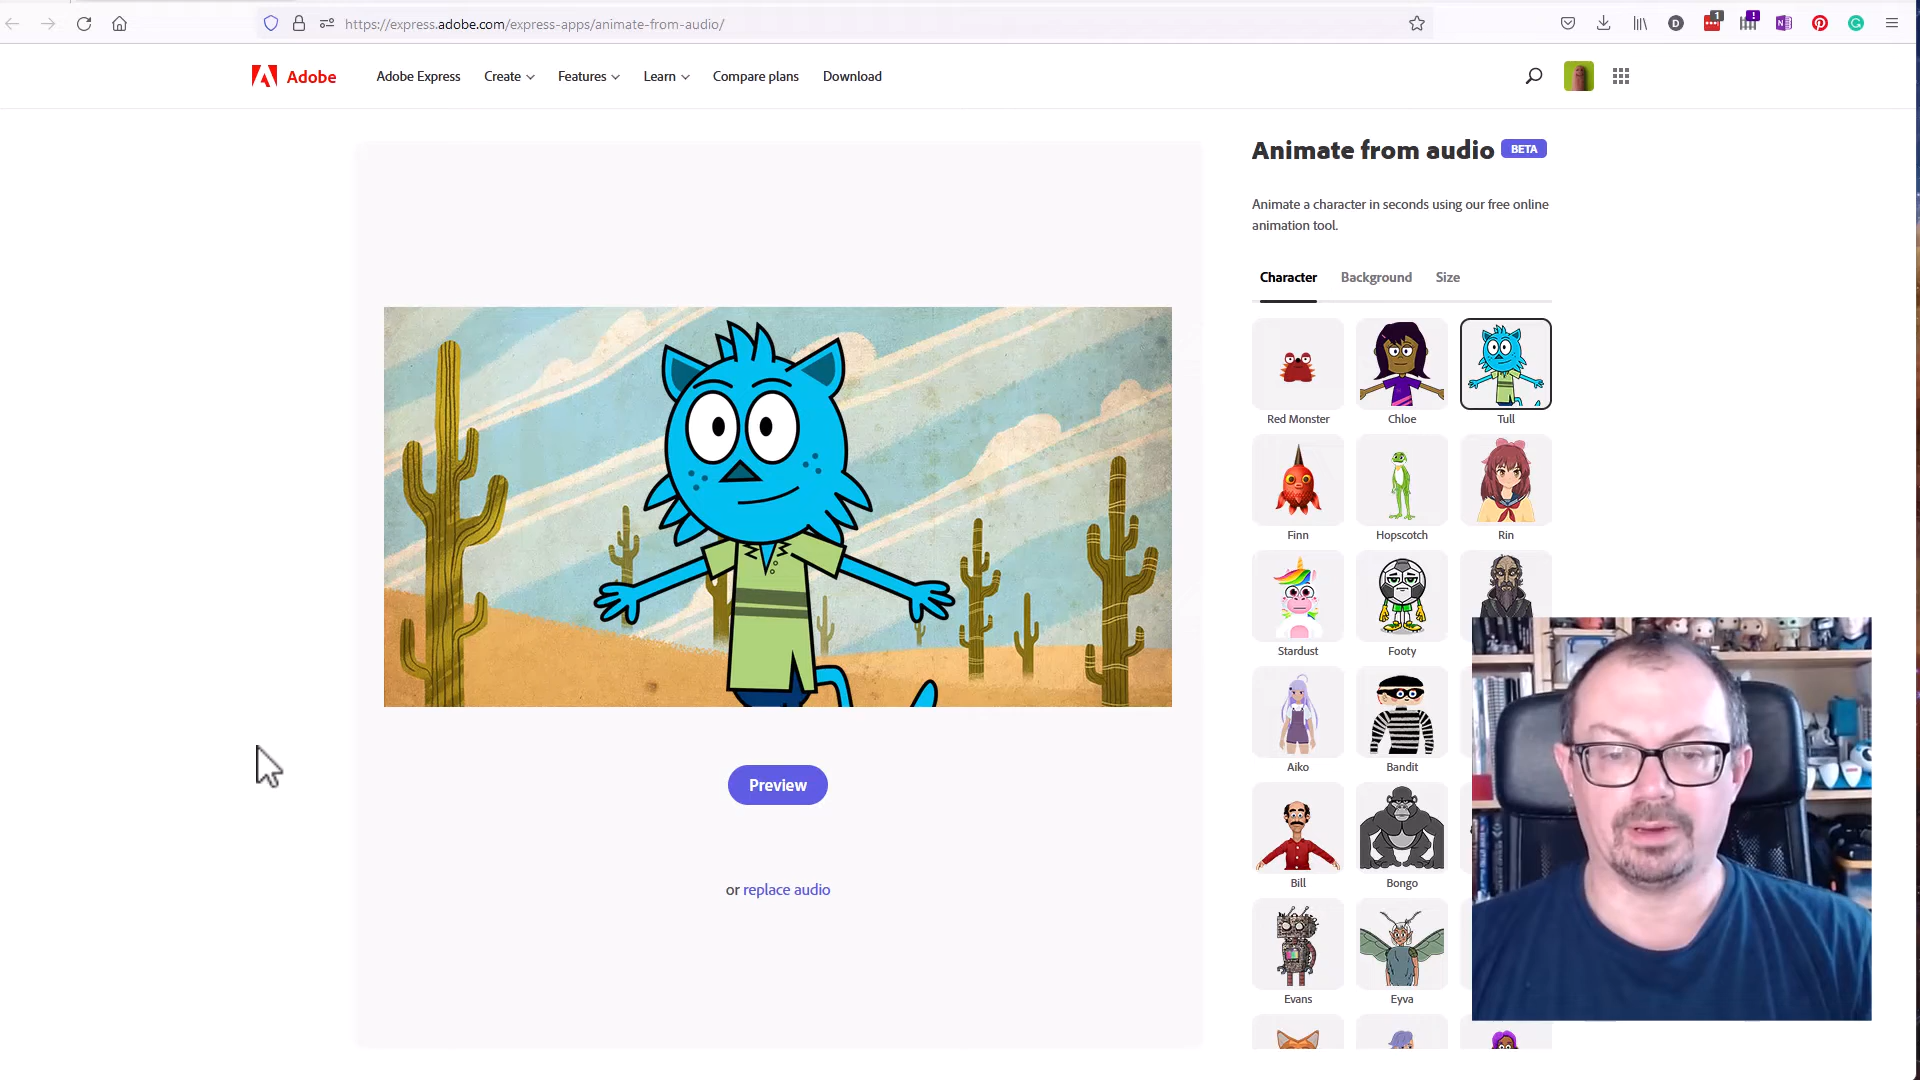 https://express.adobe.com/express-apps/animate-from-audio/
1
!
D
Adobe
Adobe Express
Create
Features
Learn
Compare plans
Download
Animate from audio BETA
Animate a character in seconds using our free online
animation tool.
Character
Background
Size
Red Monster
Chloe
Tull
Finn
Hopscotch
Rin
Stardust
Footy
Aiko
Bandit
Bill
Bongo
Evans
Eyva
Preview
or replace audio